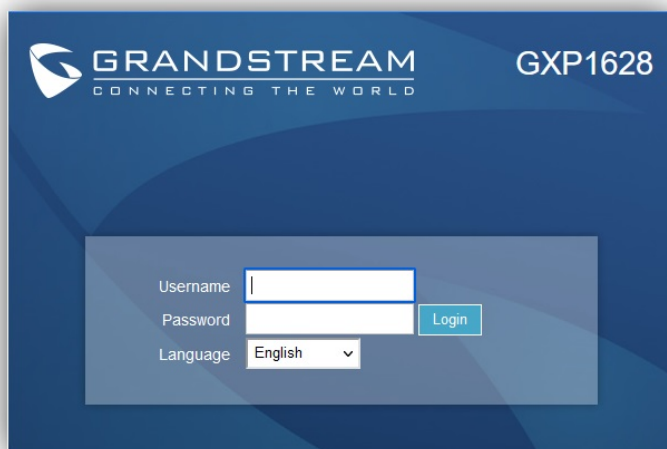 GRANDSTREAM
CONNECTING THE WORLD
GXP1628
Username
Password
Login
Language
English